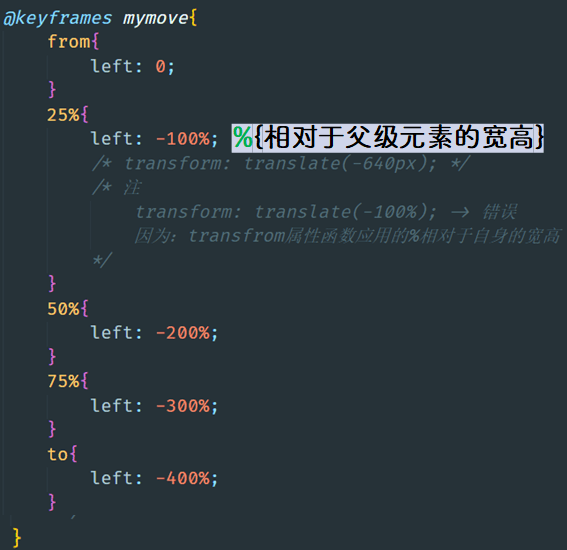 @keyframes mymove{
from{
left: 0;
}
25%{
left: -100%; %{相对于父级元素的宽高}
/* transform: translate(-640px); */
/* 注
transform: translate(-100%); -> 错误
因为：transfrom属性函数应用的%相对于自身的宽高
*/
}
50%{
left: -200%;
}
75%{
left: -300%;
}
to{
left: -400%;
}
}